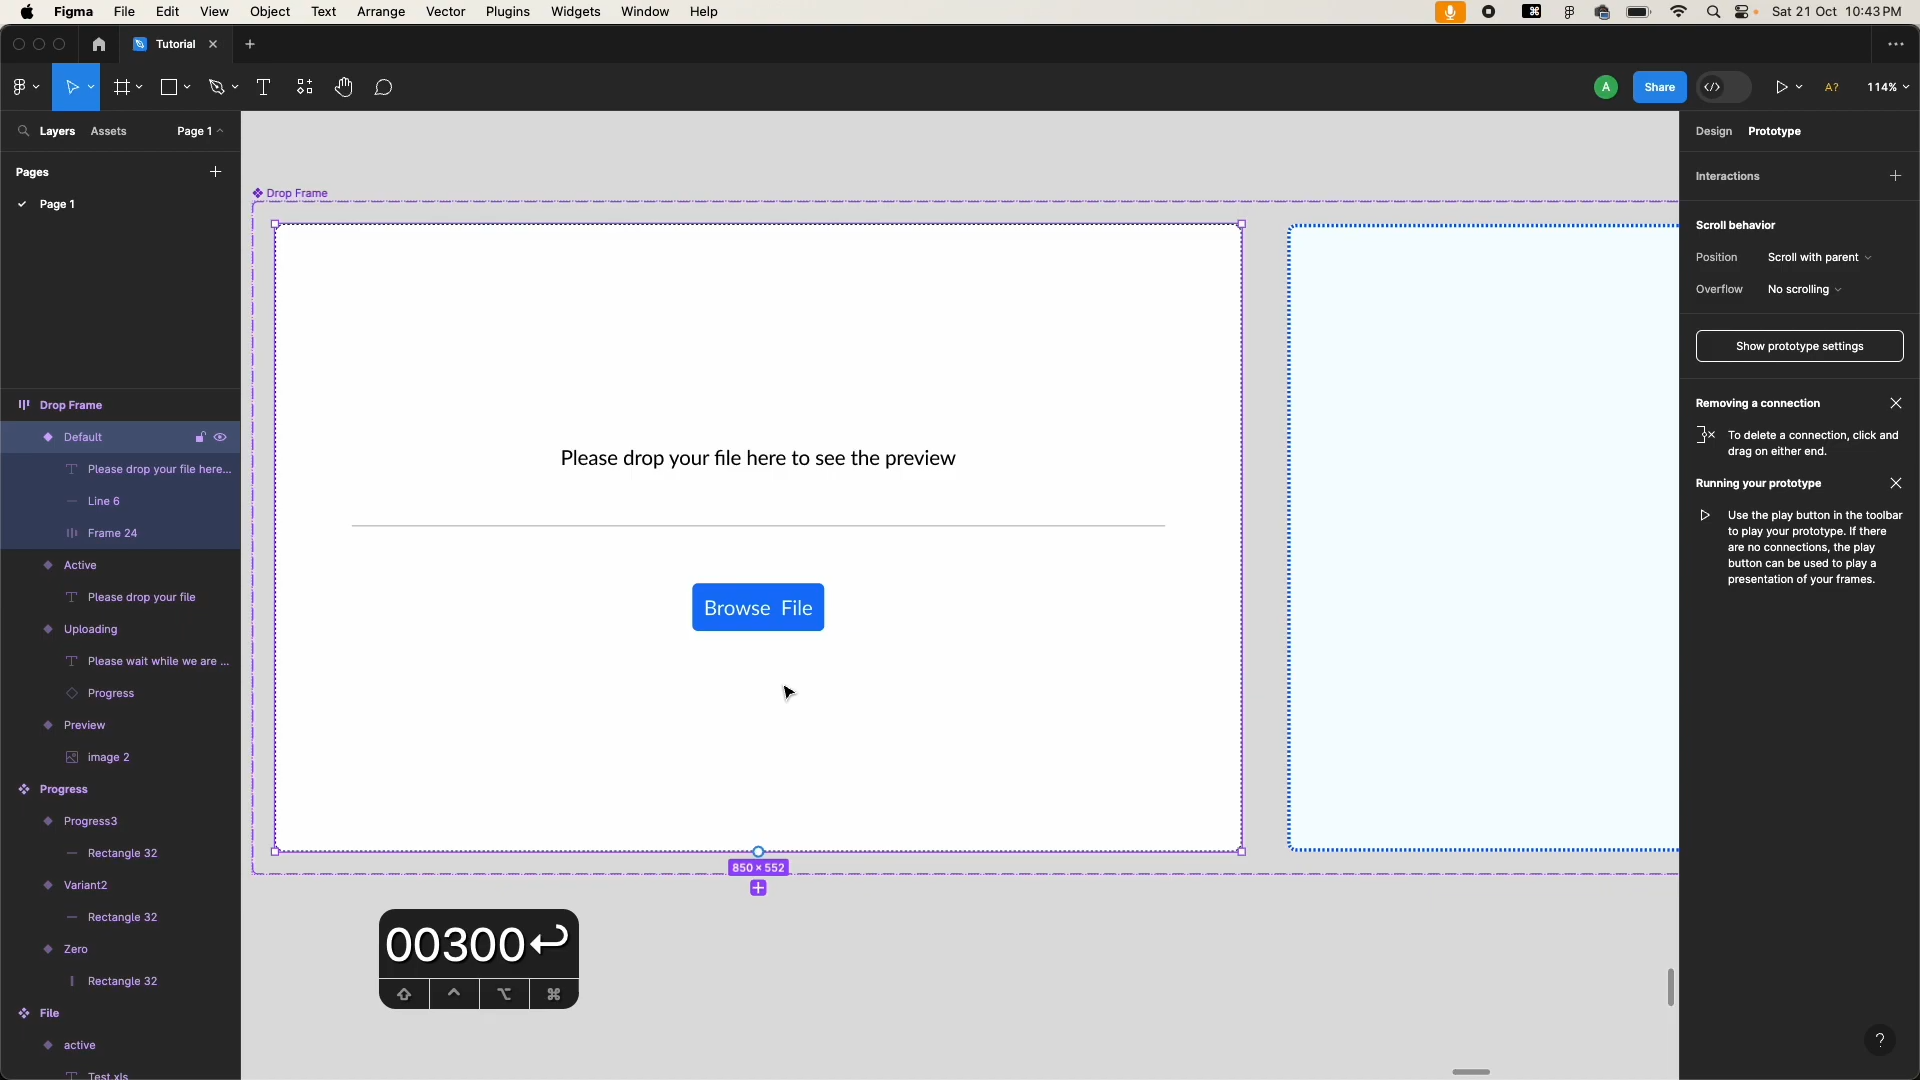 Figma File Edit View Object Text Arrange Vector Plugins Widgets Window Help Sat 21 Oct 10:43 PM
Tutorial
A Share A? 114%
Layers Assets Page 1
Design Prototype
Pages
Page 1
Interactions
Scroll behavior
Position Scroll with parent
Overflow No scrolling
Show prototype settings
Removing a connection
To delete a connection, click and
drag on either end.
Running your prototype
Use the play button in the toolbar
to play your prototype. If there
are no connections, the play
button can be used to play a
presentation of your frames.
Drop Frame
Default
Please drop your file here...
Line 6
Frame 24
Active
Please drop your file
Uploading
Please wait while we are ...
Progress
Preview
image 2
Progress
Progress3
Rectangle 32
Variant2
Rectangle 32
Zero
Rectangle 32
File
active
Test.xls
Drop Frame
Please drop your file here to see the preview
Browse File
850 × 552
00300↩
⇧ ^ ⌥ ⌘
?